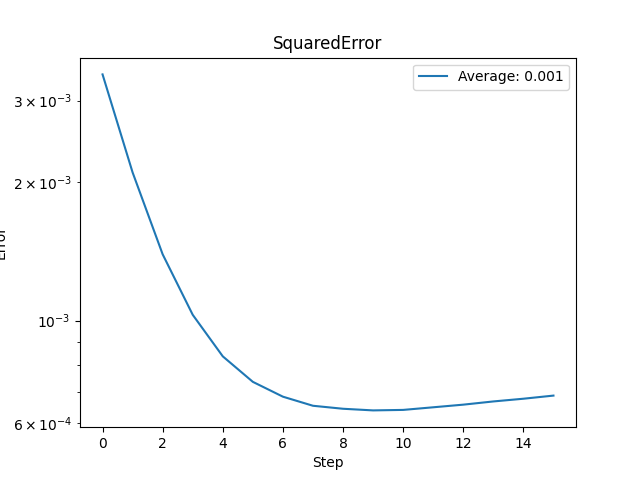 SquaredError
Average: 0.001
3 × 10⁻³
2 × 10⁻³
10⁻³
6 × 10⁻⁴
Error
0 2 4 6 8 10 12 14
Step